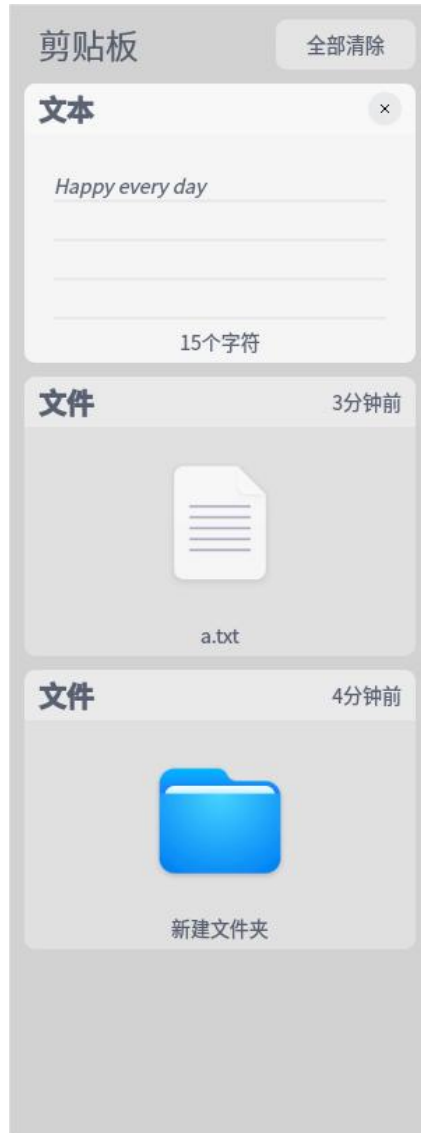 剪贴板
全部清除
文本
×
Happy every day
15个字符
文件
3分钟前
a.txt
文件
4分钟前
新建文件夹